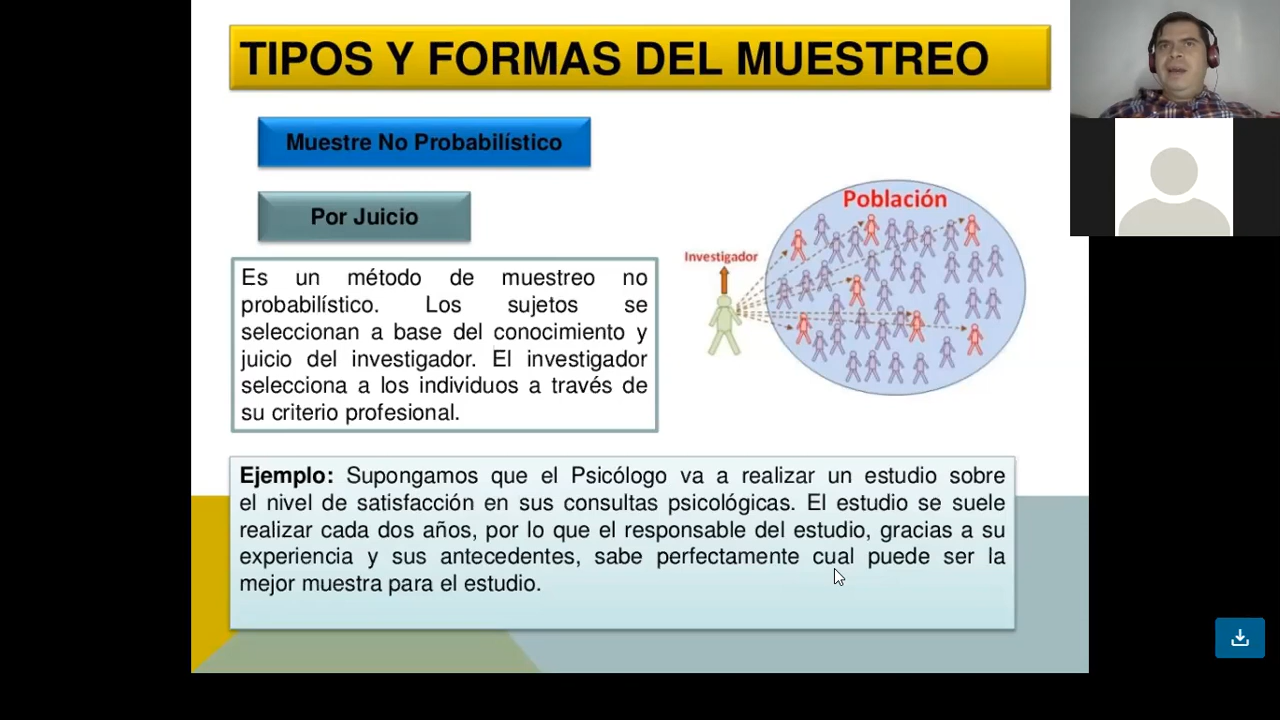 TIPOS Y FORMAS DEL MUESTREO
Muestre No Probabilístico
Por Juicio
Es un método de muestreo no
probabilístico. Los sujetos se
seleccionan a base del conocimiento y
juicio del investigador. El investigador
selecciona a los individuos a través de
su criterio profesional.
Población
Investigador
Ejemplo: Supongamos que el Psicólogo va a realizar un estudio sobre
el nivel de satisfacción en sus consultas psicológicas. El estudio se suele
realizar cada dos años, por lo que el responsable del estudio, gracias a su
experiencia y sus antecedentes, sabe perfectamente cual puede ser la
mejor muestra para el estudio.